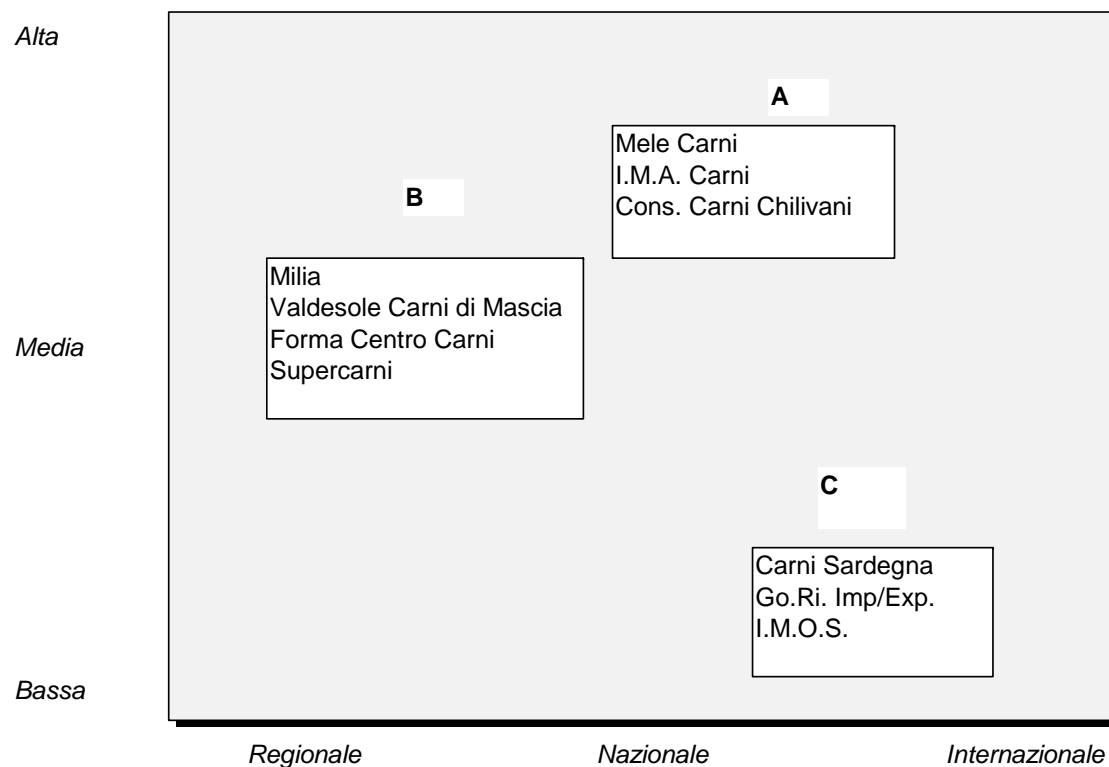 Alta
A
Mele Carni
I.M.A. Carni
Cons. Carni Chilivani
B
Milia
Valdesole Carni di Mascia
Forma Centro Carni
Supercarni
Media
C
Carni Sardegna
Go.Ri. Imp/Exp.
I.M.O.S.
Bassa
Regionale
Nazionale
Internazionale